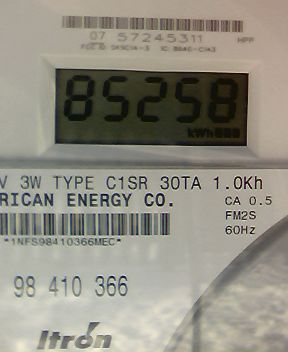 07 57245311 HPP
85258
kWh
V 3W TYPE C1SR 30TA 1.0Kh
RICAN ENERGY CO. CA 0.5
FM2S
*1NFS98410366MEC* 60Hz
98 410 366
Itron